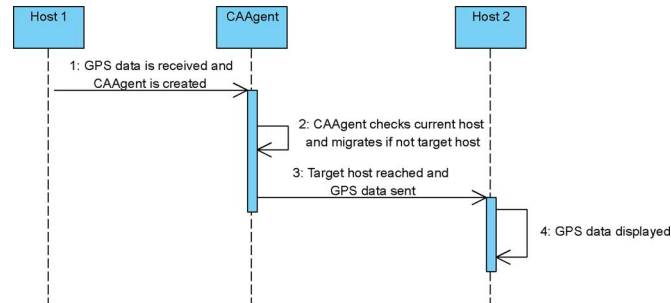 Host 1
CAAgent
Host 2
1: GPS data is received and
CAAgent is created
2: CAAgent checks current host
and migrates if not target host
3: Target host reached and
GPS data sent
4: GPS data displayed